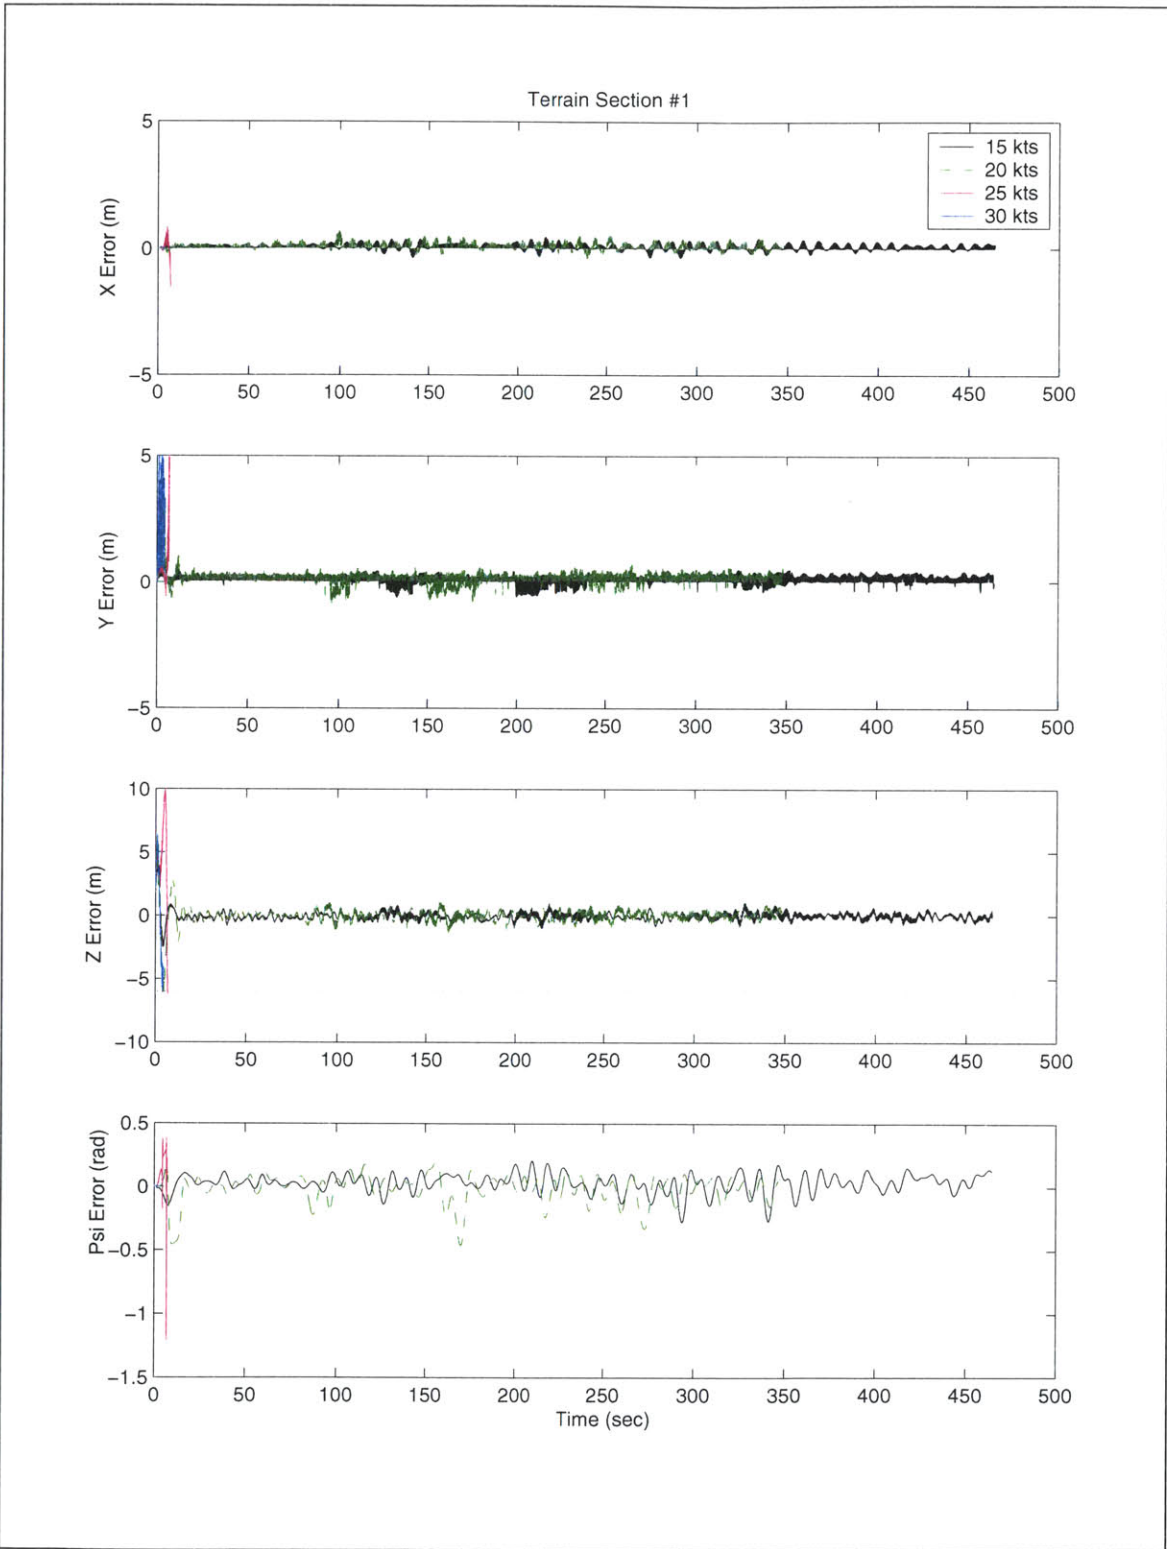 Terrain Section #1
5
0
−5
X Error (m)
15 kts
20 kts
25 kts
30 kts
0 50 100 150 200 250 300 350 400 450 500
5
0
−5
Y Error (m)
0 50 100 150 200 250 300 350 400 450 500
10
5
0
−5
−10
Z Error (m)
0 50 100 150 200 250 300 350 400 450 500
0.5
0
−0.5
−1
−1.5
Psi Error (rad)
0 50 100 150 200 250 300 350 400 450 500
Time (sec)